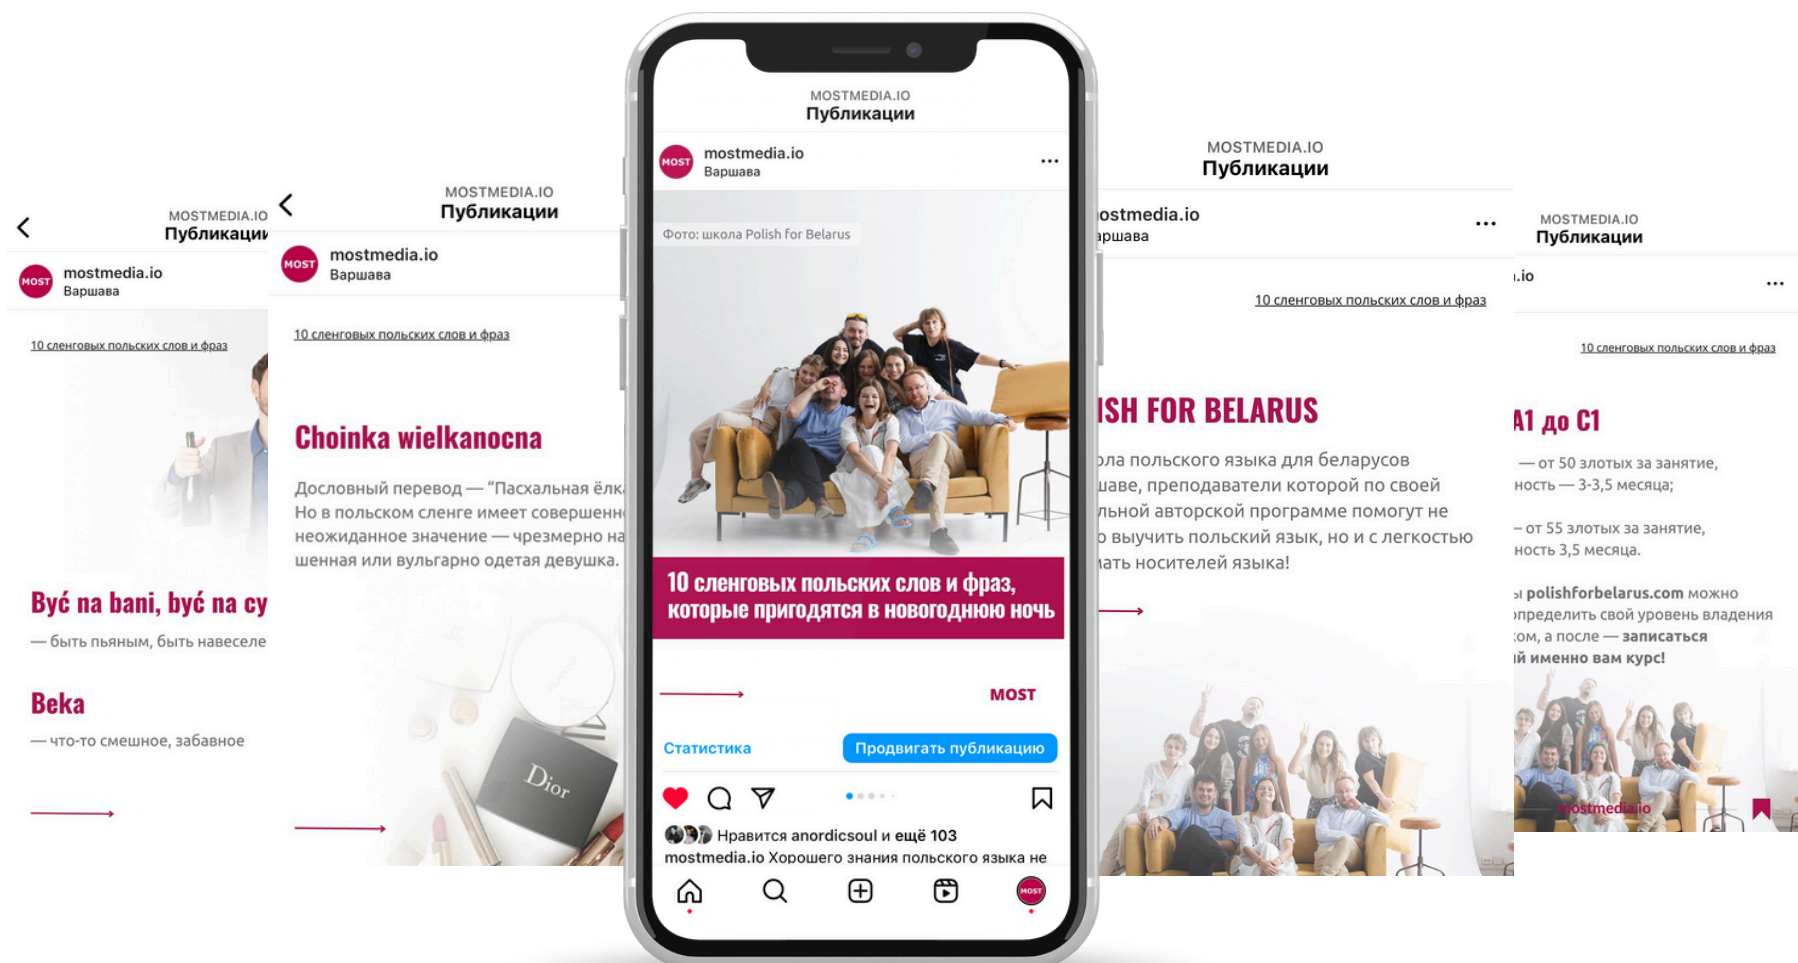 MOSTMEDIA.IO
Публикации
mostmedia.io
Варшава
10 сленговых польских слов и фраз
Być na bani, być na
— быть пьяным, быть навеселе
Beka
— что-то смешное, забавное
MOSTMEDIA.IO
Публикации
MOST
mostmedia.io
Варшава
10 сленговых польских слов и фраз
Choinka wielkanocna
Дословный перевод — “Пасхальная
Но в польском сленге имеет
неожиданное значение — чрезмерно
шенная или вульгарно одетая девушка.
Dior
MOSTMEDIA.IO
Публикации
MOST
mostmedia.io
Варшава
Фото: школа Polish for Belarus
10 сленговых польских слов и фраз,
которые пригодятся в новогоднюю ночь
MOST
Статистика
Продвигать публикацию
Нравится anordicsoul и ещё 103
mostmedia.io Хорошего знания польского языка не
MOST
MOSTMEDIA.IO
Публикации
ostmedia.io
аршава
10 сленговых польских слов и фраз
ISH FOR BELARUS
ола польского языка для беларусов
шаве, преподаватели которой по своей
льной авторской программе помогут не
о выучить польский язык, но и с легкостью
мать носителей языка!
MOSTMEDIA.IO
Публикации
.io
10 сленговых польских слов и фраз
A1 до C1
— от 50 злотых за занятие,
ность — 3-3,5 месяца;
– от 55 злотых за занятие,
ность 3,5 месяца.
ы polishforbelarus.com можно
определить свой уровень владения
ком, а после — записаться
й именно вам курс!
mostmedia.io